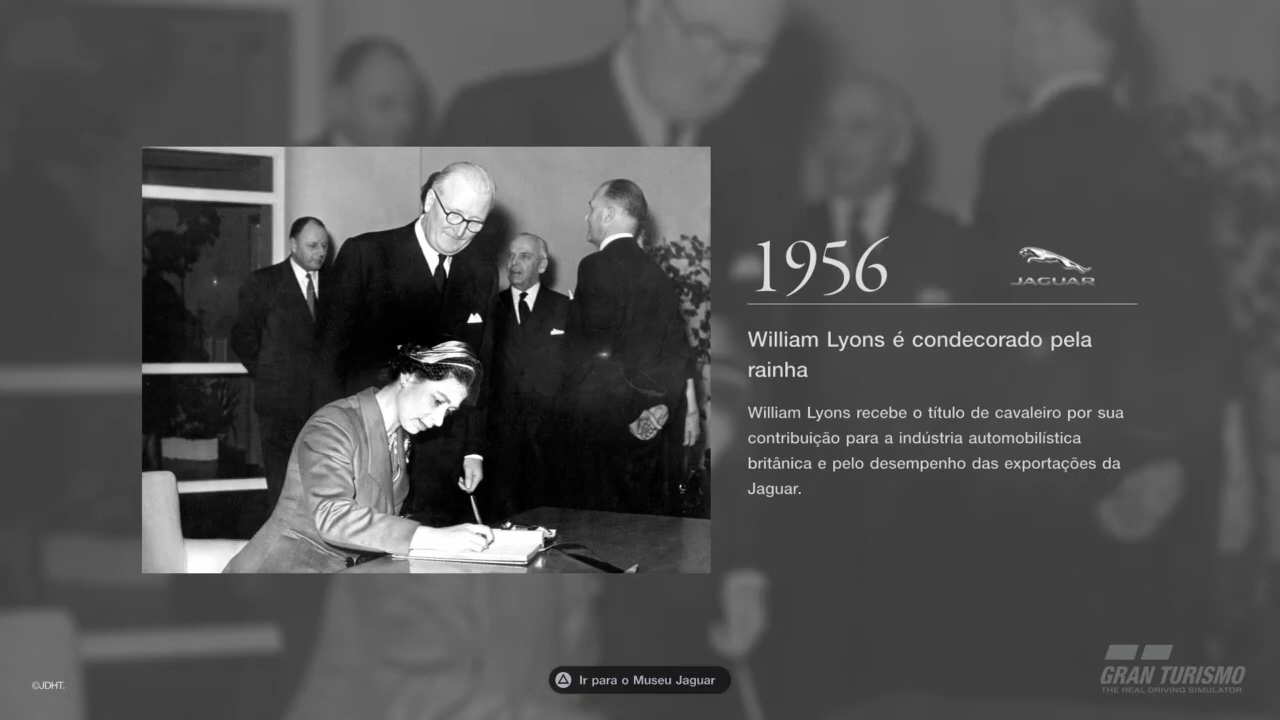 1956
JAGUAR
William Lyons é condecorado pela
rainha
William Lyons recebe o título de cavaleiro por sua
contribuição para a indústria automobilística
britânica e pelo desempenho das exportações da
Jaguar.
©JDHT.
Ir para o Museu Jaguar
GRAN TURISMO
THE REAL DRIVING SIMULATOR